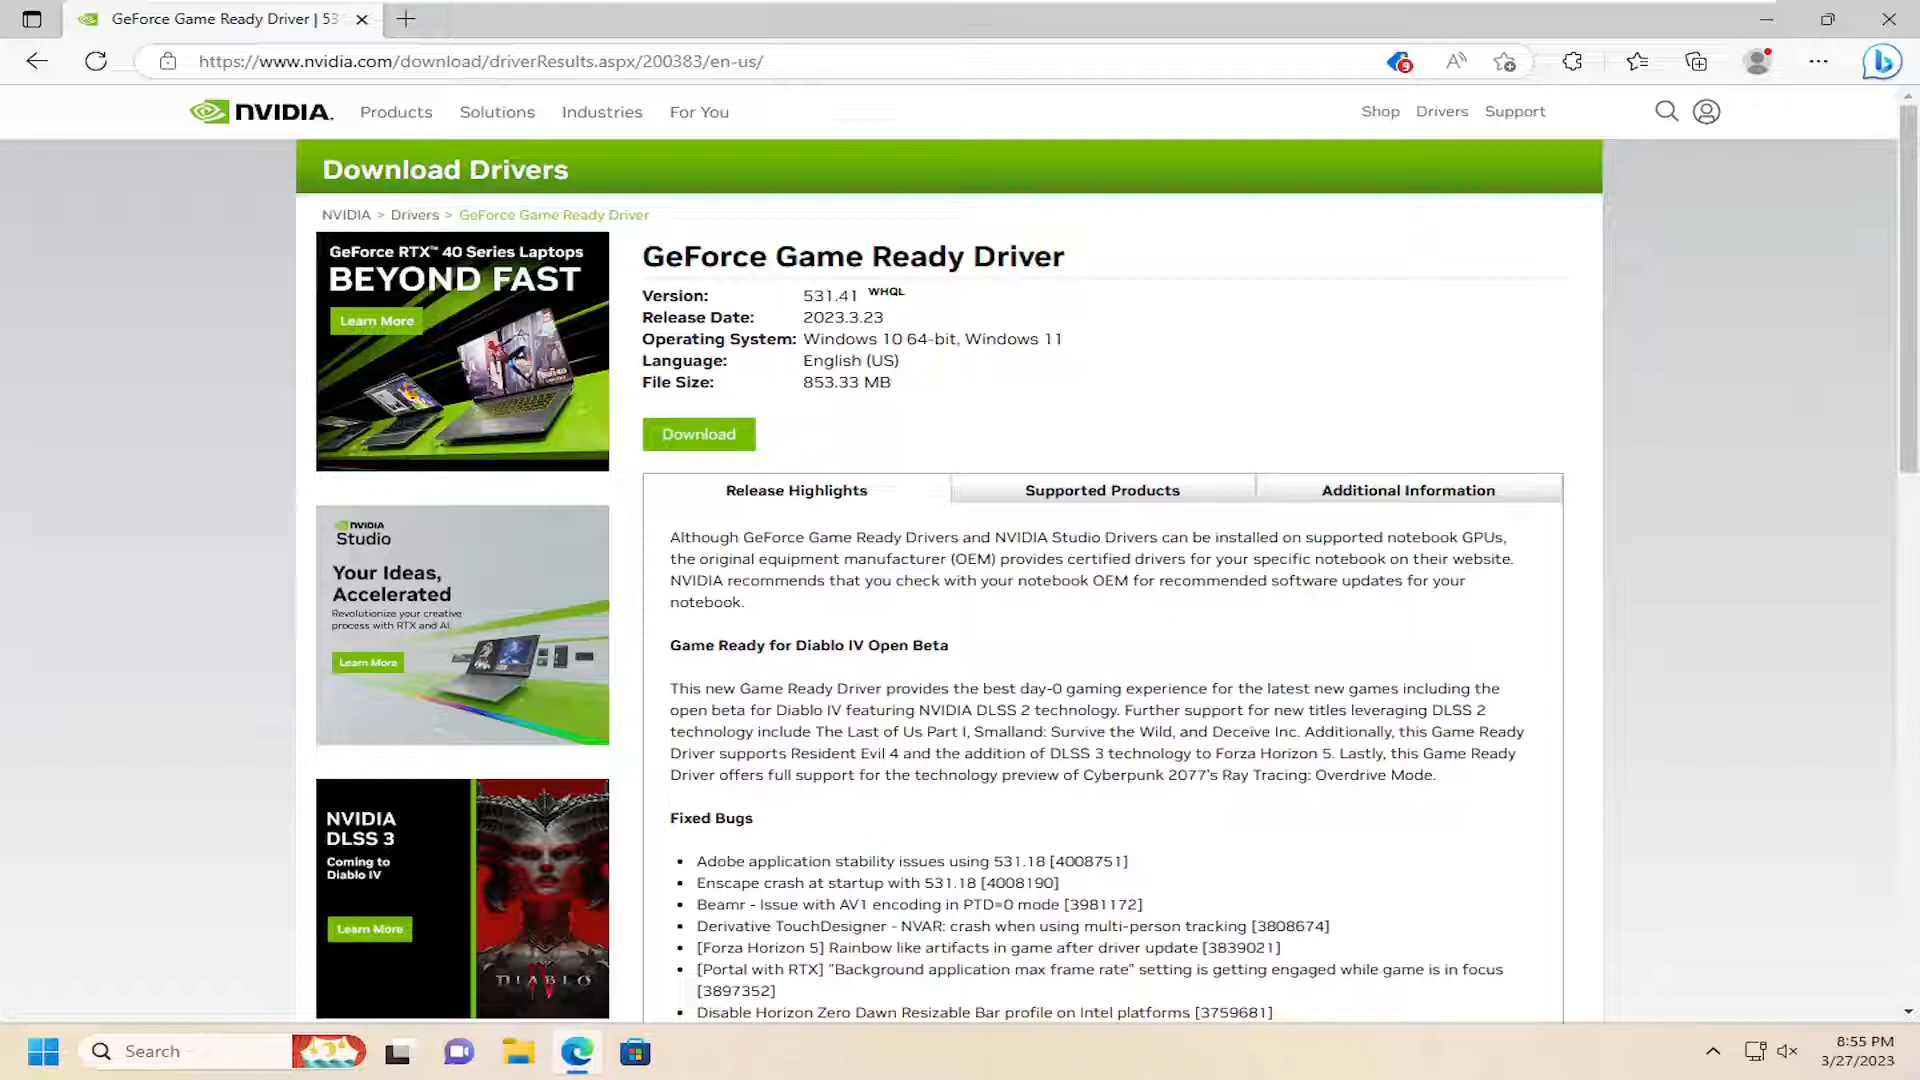 GeForce Game Ready Driver | 53
https://www.nvidia.com/download/driverResults.aspx/200383/en-us/
9
NVIDIA. Products Solutions Industries For You Shop Drivers Support
Download Drivers
NVIDIA > Drivers > GeForce Game Ready Driver
GeForce RTX™ 40 Series Laptops
BEYOND FAST
Learn More
GeForce Game Ready Driver
Version: 531.41 WHQL
Release Date: 2023.3.23
Operating System: Windows 10 64-bit, Windows 11
Language: English (US)
File Size: 853.33 MB
Download
Release Highlights Supported Products Additional Information
Although GeForce Game Ready Drivers and NVIDIA Studio Drivers can be installed on supported notebook GPUs,
the original equipment manufacturer (OEM) provides certified drivers for your specific notebook on their website.
NVIDIA recommends that you check with your notebook OEM for recommended software updates for your
notebook.
Game Ready for Diablo IV Open Beta
This new Game Ready Driver provides the best day-0 gaming experience for the latest new games including the
open beta for Diablo IV featuring NVIDIA DLSS 2 technology. Further support for new titles leveraging DLSS 2
technology include The Last of Us Part I, Smalland: Survive the Wild, and Deceive Inc. Additionally, this Game Ready
Driver supports Resident Evil 4 and the addition of DLSS 3 technology to Forza Horizon 5. Lastly, this Game Ready
Driver offers full support for the technology preview of Cyberpunk 2077's Ray Tracing: Overdrive Mode.
Fixed Bugs
• Adobe application stability issues using 531.18 [4008751]
• Enscape crash at startup with 531.18 [4008190]
• Beamr - Issue with AV1 encoding in PTD=0 mode [3981172]
• Derivative TouchDesigner - NVAR: crash when using multi-person tracking [3808674]
• [Forza Horizon 5] Rainbow like artifacts in game after driver update [3839021]
• [Portal with RTX] "Background application max frame rate" setting is getting engaged while game is in focus
[3897352]
• Disable Horizon Zero Dawn Resizable Bar profile on Intel platforms [3759681]
NVIDIA
Studio
Your Ideas,
Accelerated
Revolutionize your creative
process with RTX and AI.
Learn More
NVIDIA
DLSS 3
Coming to
Diablo IV
Learn More
DIABLO
IV
Search
8:55 PM
3/27/2023